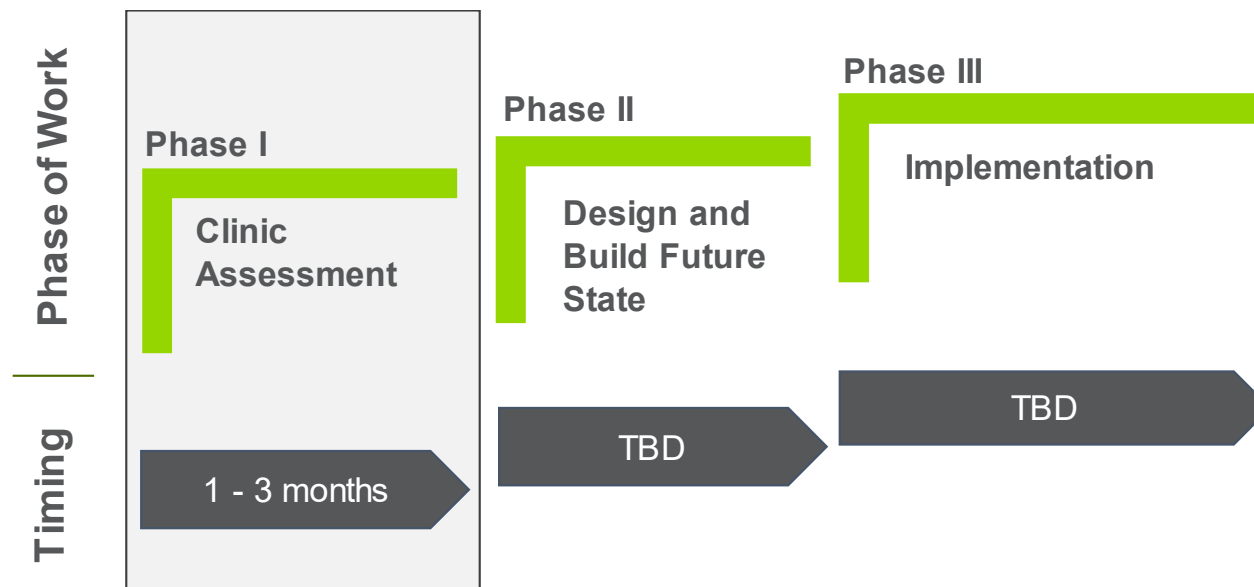 Phase of Work
Phase I
Clinic
Assessment
Phase II
Design and
Build Future
State
Phase III
Implementation
Timing
1 - 3 months
TBD
TBD